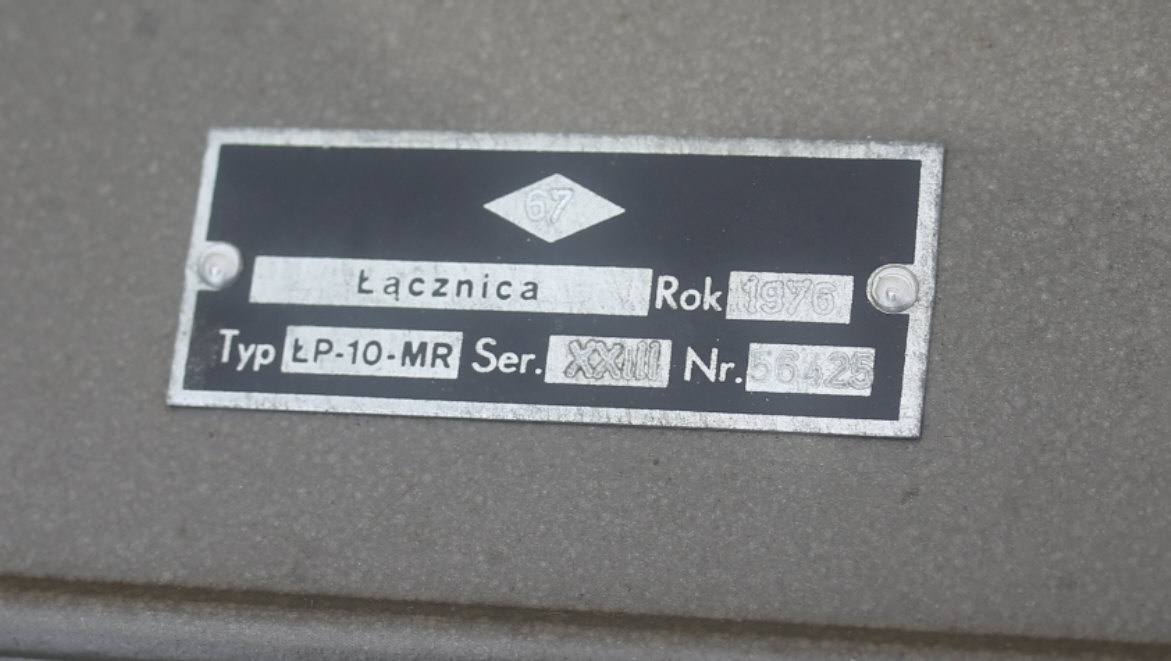 67
Łącznica Rok 1976
Typ ŁP-10-MR Ser. XXIII Nr. 56425